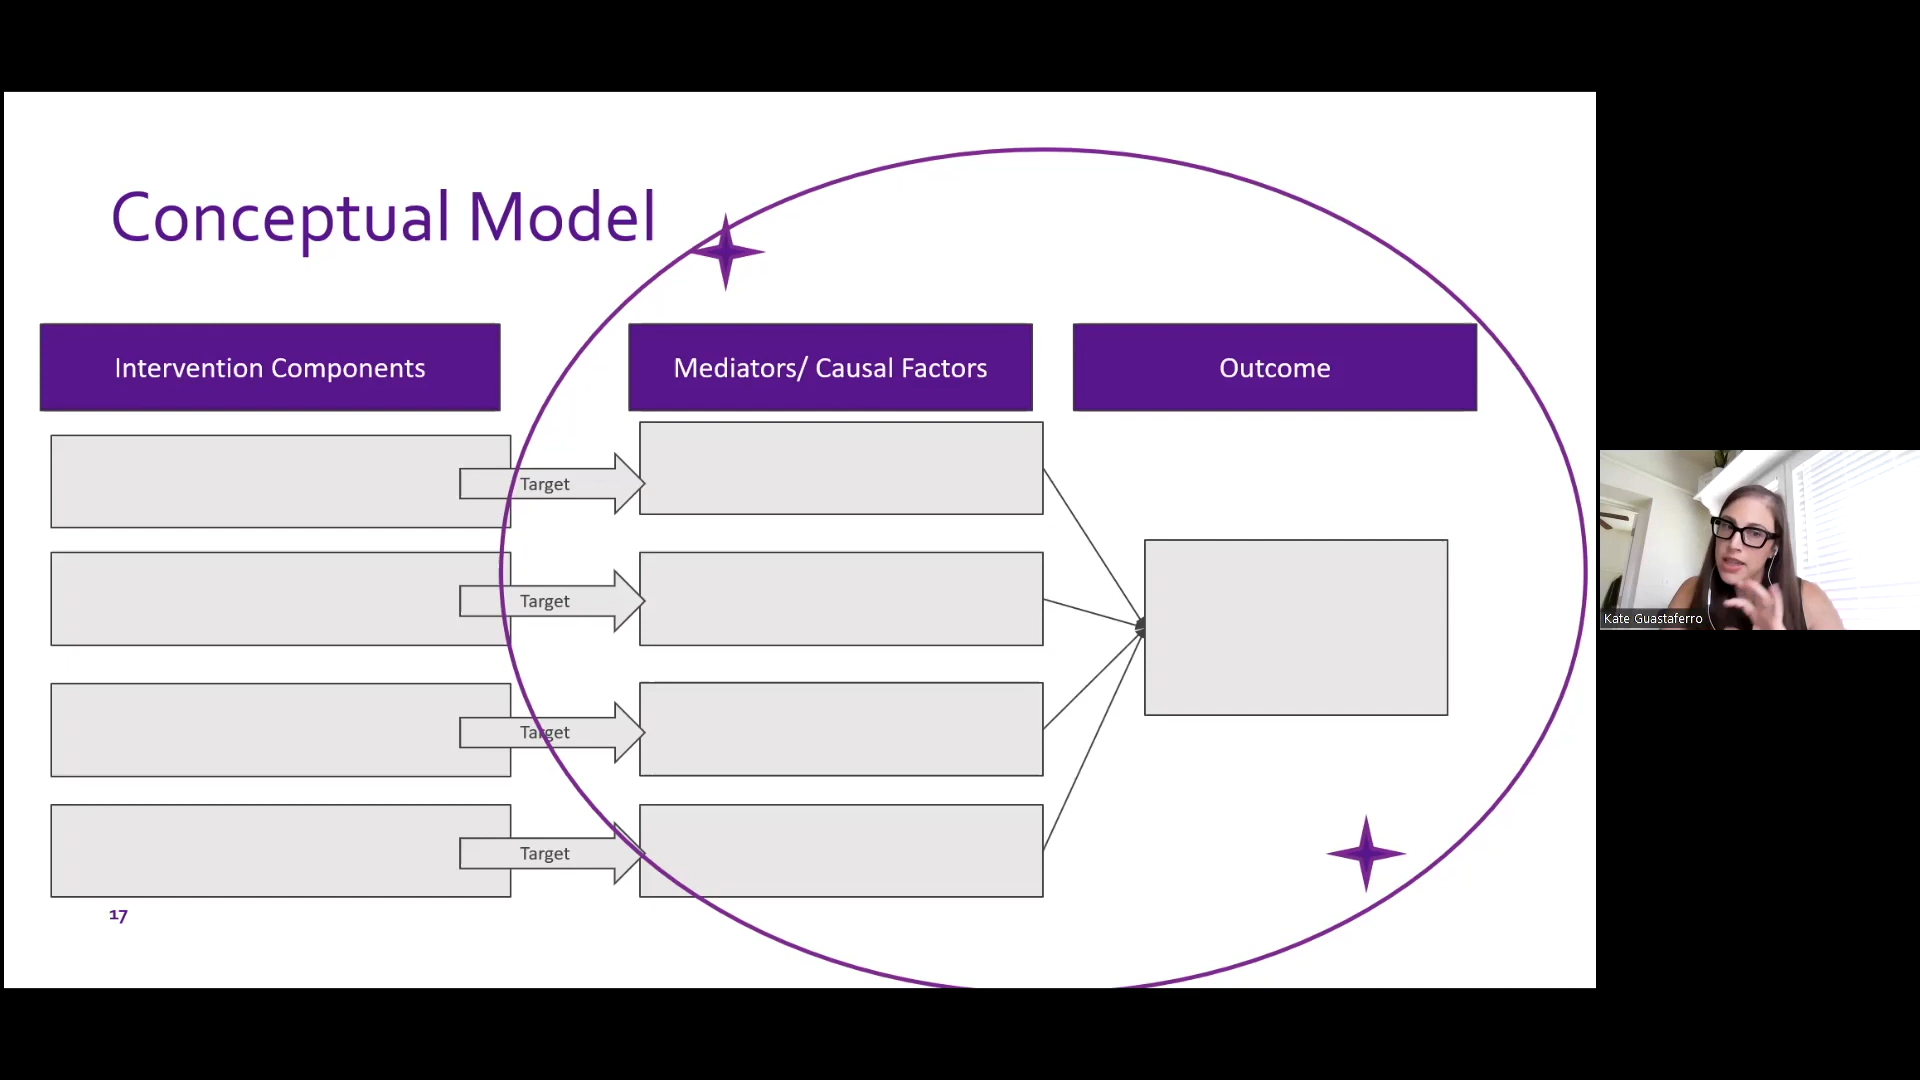 Conceptual Model
Intervention Components
Mediators/ Causal Factors
Outcome
Target
Target
Target
Target
17
Kate Guastaferro